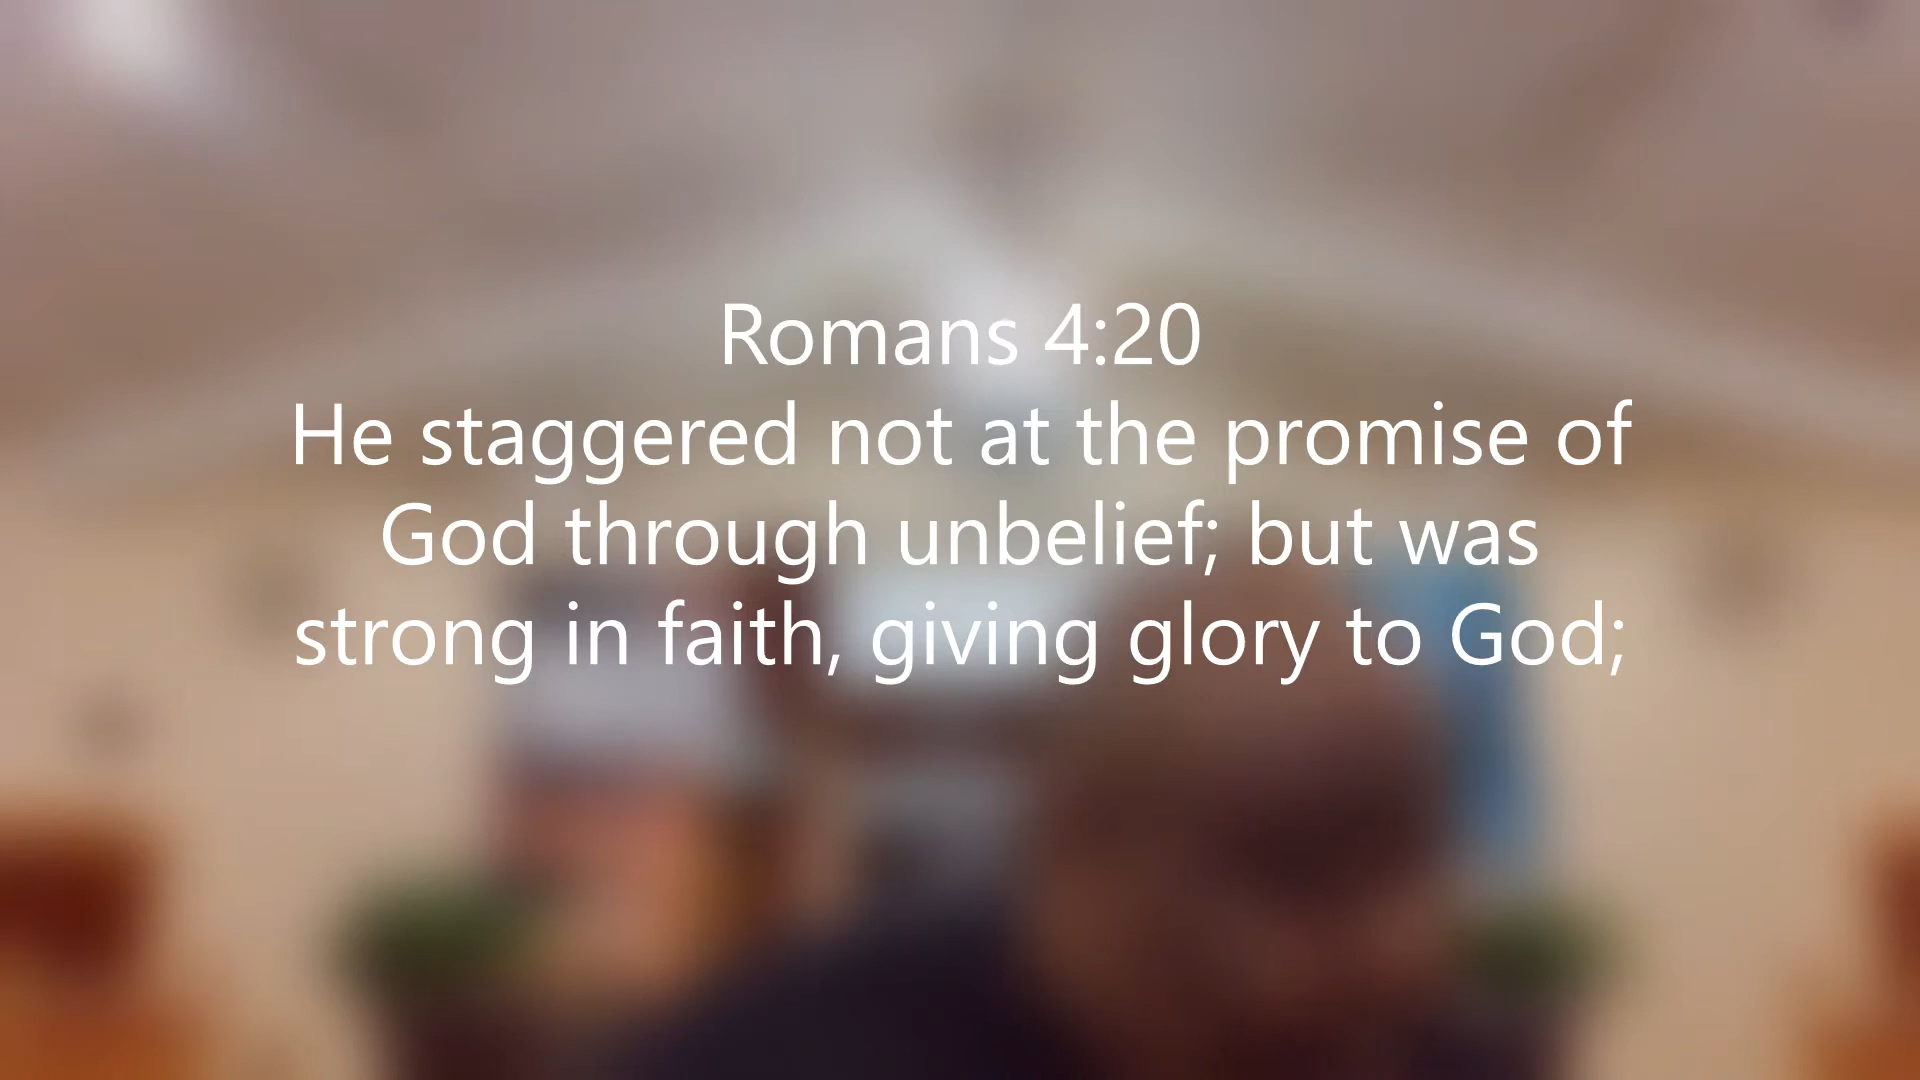 Romans 4:20
He staggered not at the promise of
God through unbelief; but was
strong in faith, giving glory to God;